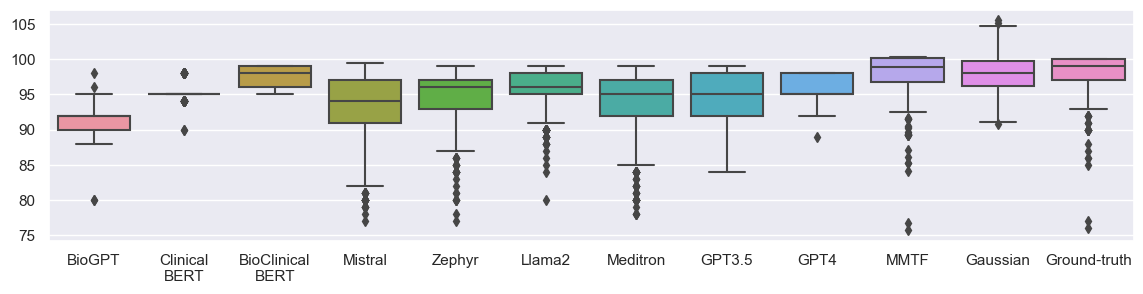 105
100
95
90
85
80
75
BioGPT
Clinical
BERT
BioClinical
BERT
Mistral
Zephyr
Llama2
Meditron
GPT3.5
GPT4
MMTF
Gaussian
Ground-truth